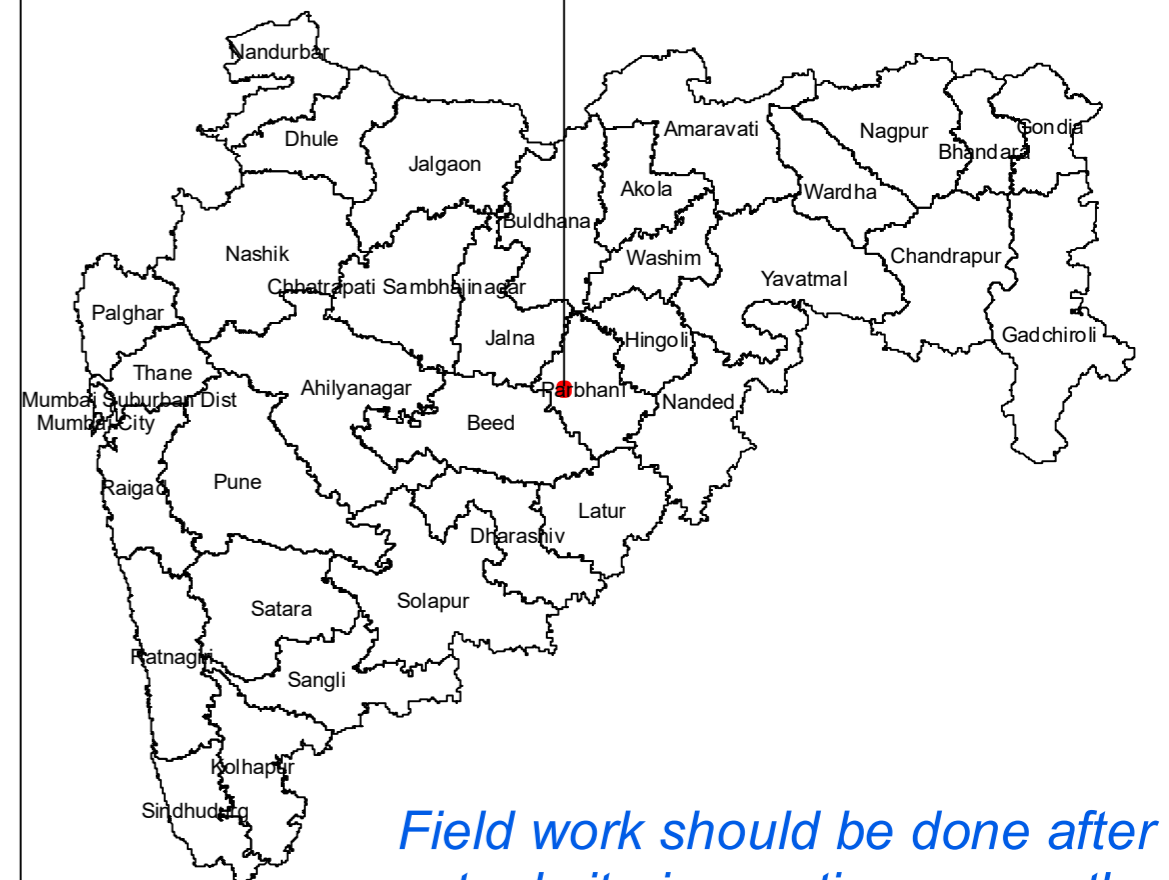 Nandurbar
Amaravati
Nagpur
Gondia
Dhule
Bhandara
Jalgaon
Akola
Wardha
Buldhana
Nashik
Washim
Chandrapur
Yavatmal
Chhatrapati Sambhajinagar
Palghar
Jalna
Hingoli
Gadchiroli
Thane
Ahilyanagar
Parbhani
Mumbai Suburban Dist
Nanded
Mumbai City
Beed
Raigad
Pune
Latur
Dharashiv
Satara
Solapur
Ratnagiri
Sangli
Kolhapur
Sindhudurg
Field work should be done after